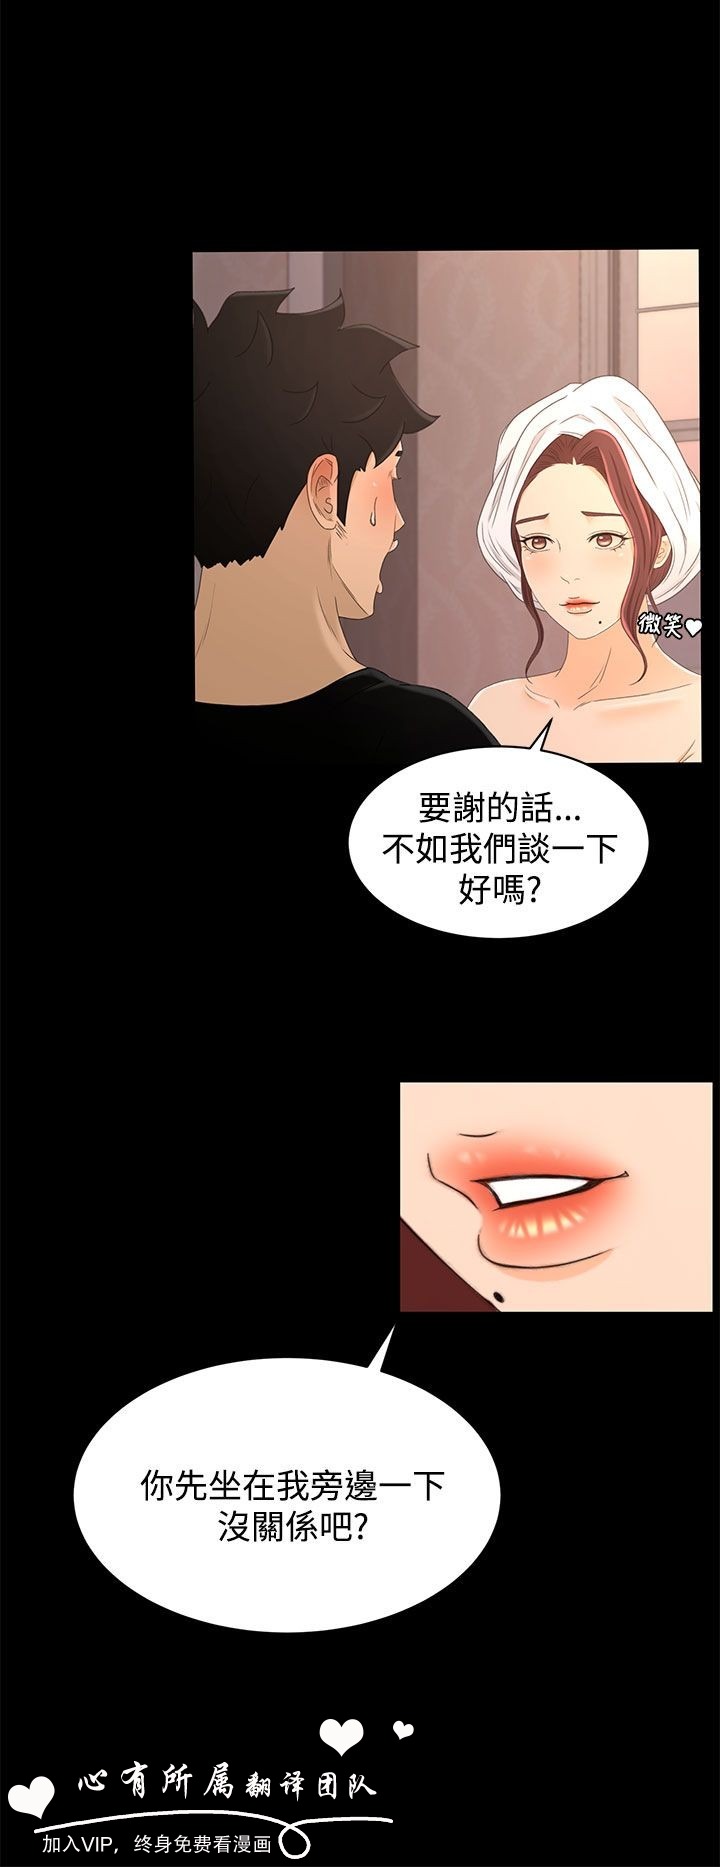 微笑♥
要謝的話...
不如我們談一下
好嗎?
你先坐在我旁邊一下
沒關係吧?
心有所属翻译团队
加入VIP，终身免费看漫画